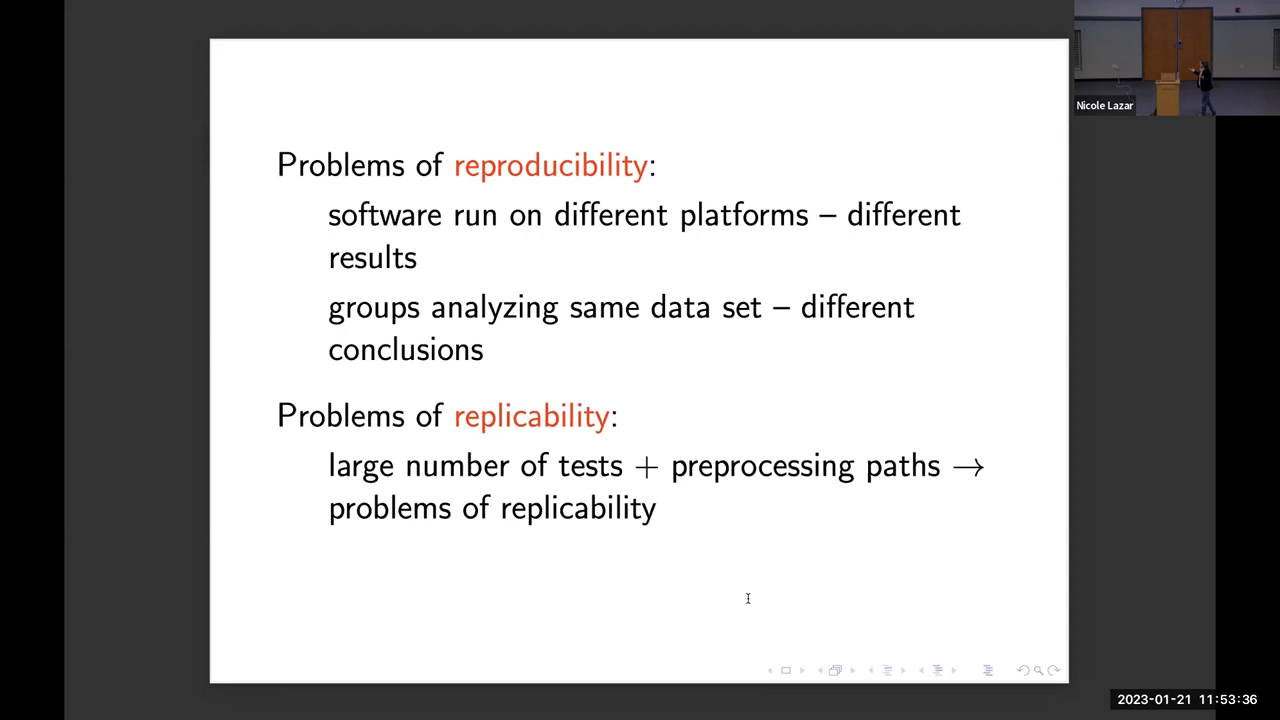 Nicole Lazar
Problems of reproducibility:
software run on different platforms – different
results
groups analyzing same data set – different
conclusions
Problems of replicability:
large number of tests + preprocessing paths →
problems of replicability
2023-01-21 11:53:36